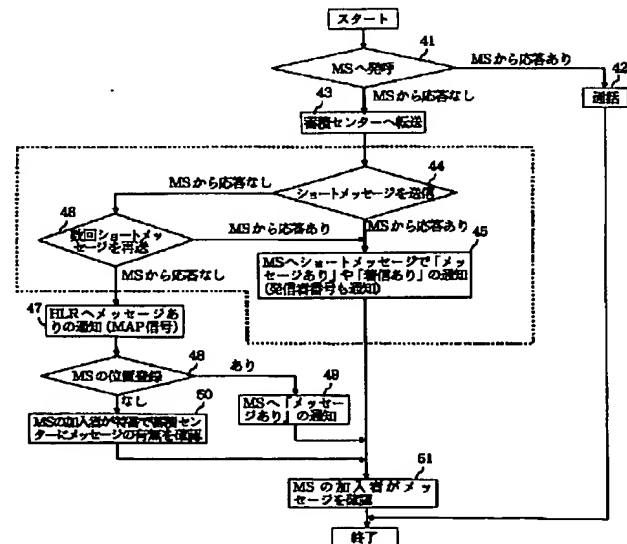 スタート
41
MSへ発呼
MSから応答あり
42
通話
43
MSから応答なし
蓄積センターへ転送
44
MSから応答なし
ショートメッセージを送信
46
数回ショートメッ
セージを再送
MSから応答あり
MSから応答あり
45
MSへショートメッセージで「メッ
セージあり」や「着信あり」の通知
(発信者番号も通知)
MSから応答なし
47
HLRへメッセージあ
りの通知(MAP信号)
48
MSの位置登録
あり
49
MSへ「メッセー
ジあり」の通知
なし
50
MSの加入者が特番で蓄積セン
ターにメッセージの有無を確認
51
MSの加入者がメッ
セージを確認
終了